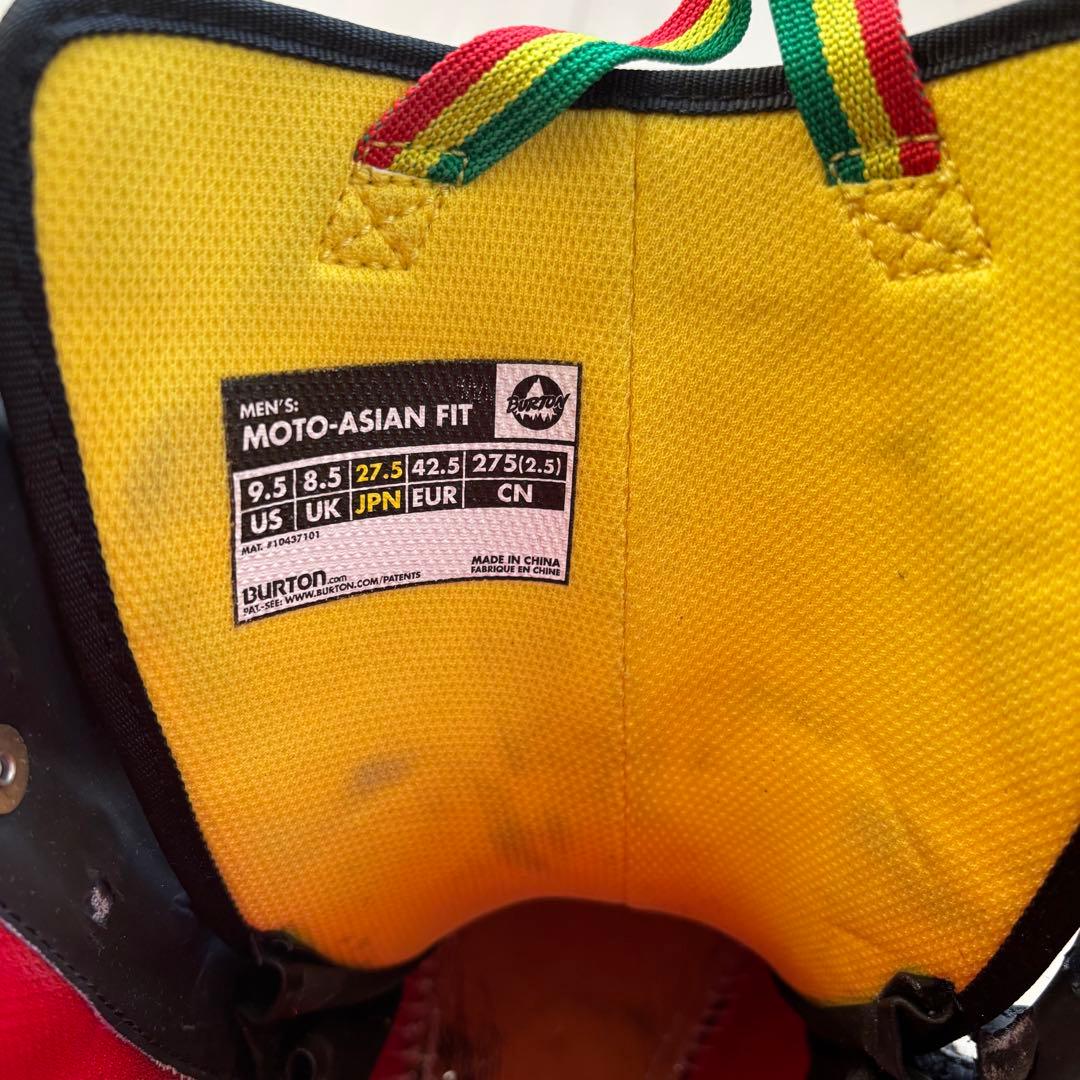 MEN'S:
MOTO-ASIAN FIT
BURTON
9.5 8.5 27.5 42.5 275(2.5)
US UK JPN EUR CN
MAT. #10437101
BURTON.com
PAT.-SEE: WWW.BURTON.COM/PATENTS
MADE IN CHINA
FABRIQUE EN CHINE